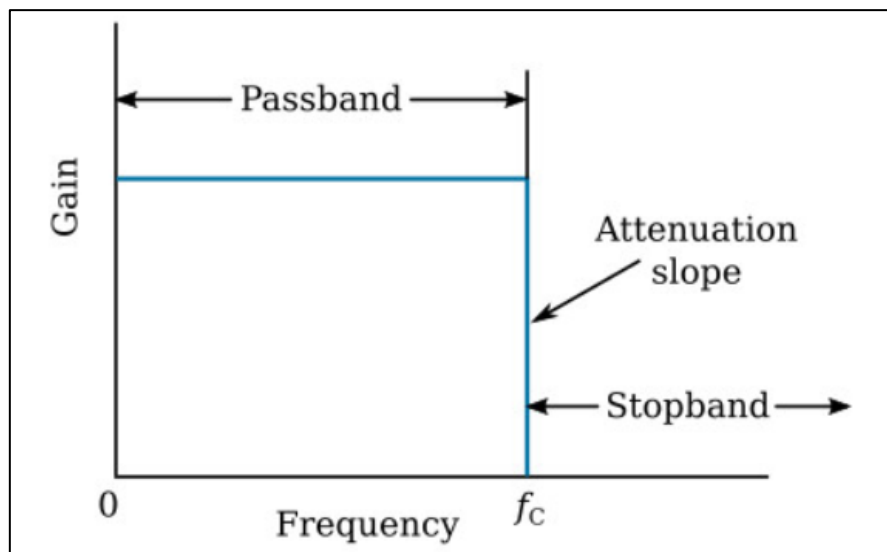 Passband
Gain
Attenuation
slope
Stopband
0
Frequency
fC